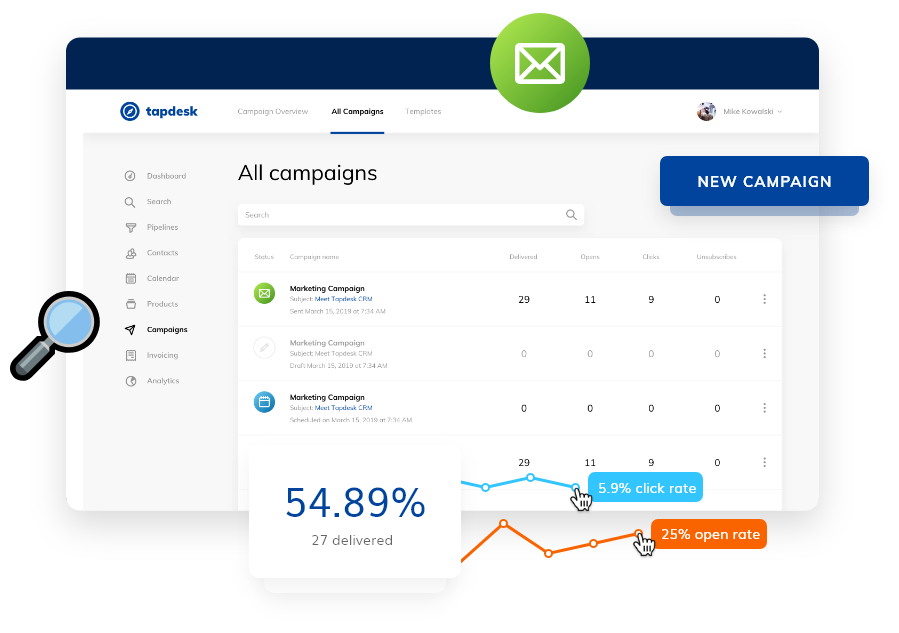 tapdesk
Campaign Overview
All Campaigns
Templates
Mike Kowalski
NEW CAMPAIGN
Dashboard
Search
Pipelines
Contacts
Calendar
Products
Campaigns
Invoicing
Analytics
All campaigns
Search
Status Campaign name Delivered Opens Clicks Unsubscribes
Marketing Campaign
Subject: Meet Tapdesk CRM
Sent March 15, 2019 at 7:34 AM
29 11 9 0
Marketing Campaign
Subject: Meet Tapdesk CRM
Draft March 15, 2019 at 7:34 AM
0 0 0 0
Marketing Campaign
Subject: Meet Tapdesk CRM
Scheduled on March 15, 2019 at 7:34 AM
0 0 0 0
29 11 9 0
5.9% click rate
54.89%
27 delivered
25% open rate